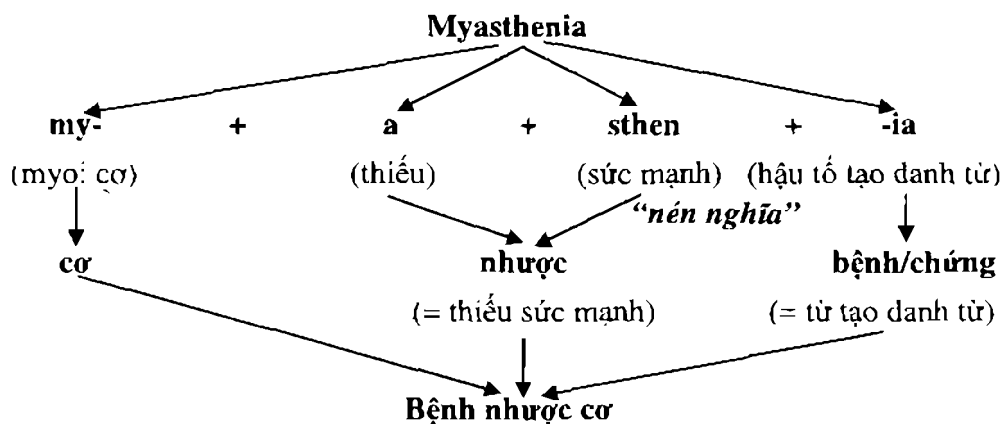 Myasthenia
my- + a + sthen + -ia
(myo: cơ) (thiếu) (sức mạnh) (hậu tố tạo danh từ)
“nén nghĩa”
cơ nhược bệnh/chứng
(= thiếu sức mạnh) (= từ tạo danh từ)
Bệnh nhược cơ